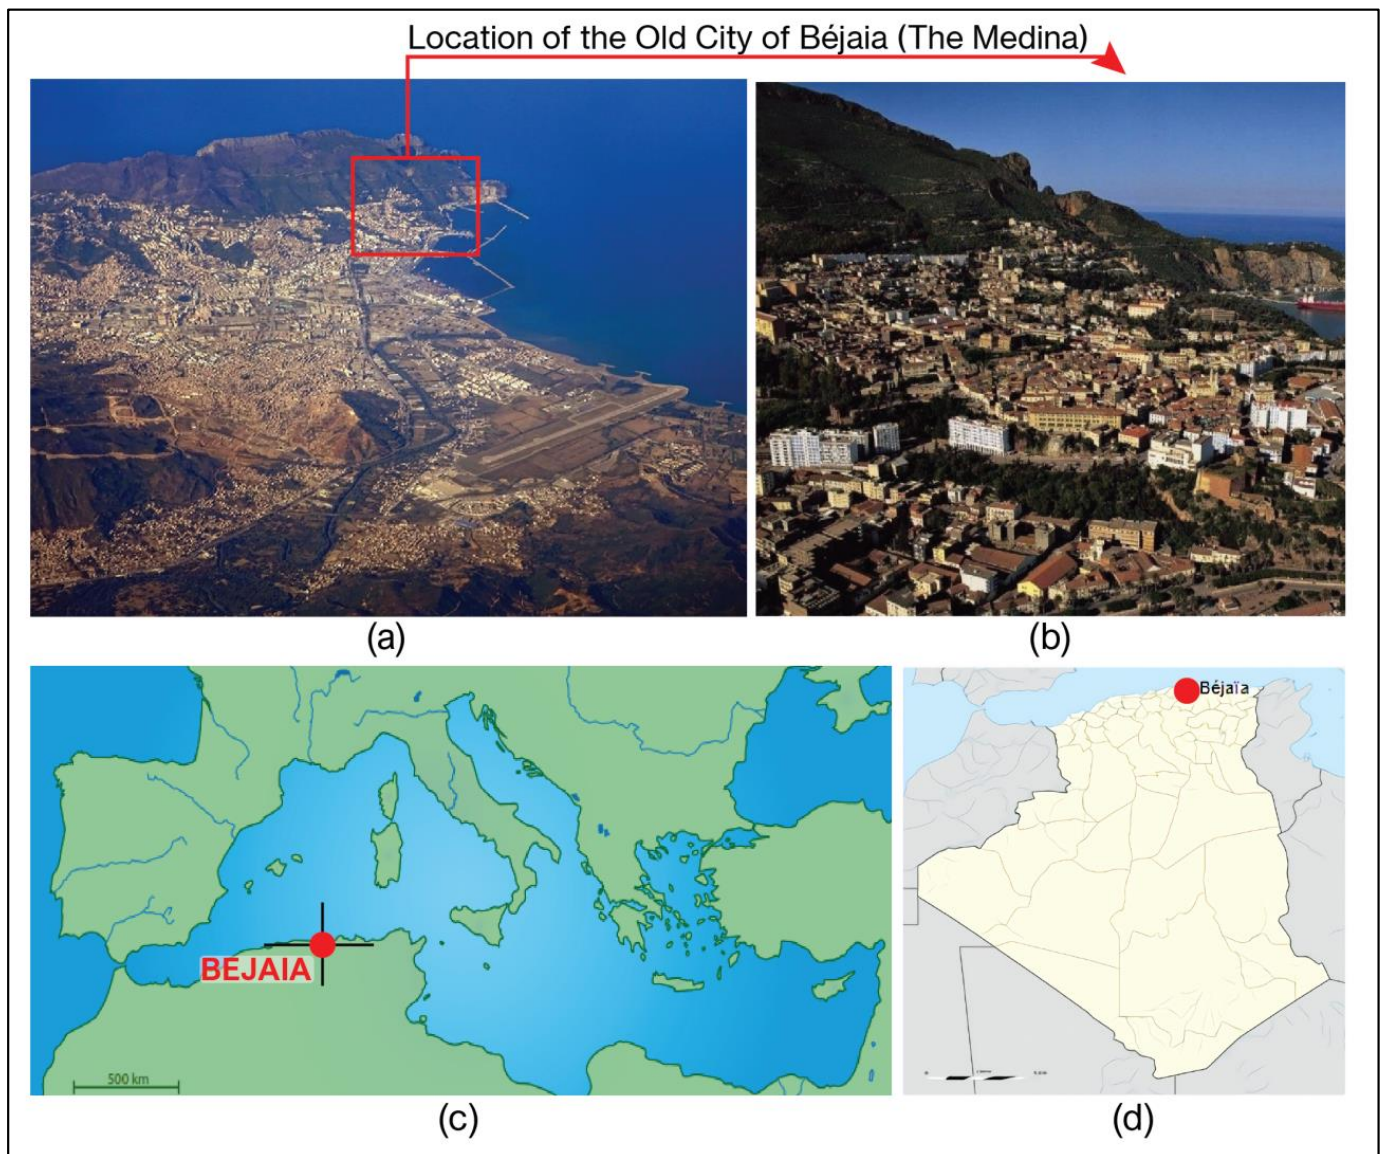 Location of the Old City of Béjaia (The Medina)
(a)
(b)
BEJAIA
500 km
(c)
Béjaïa
(d)